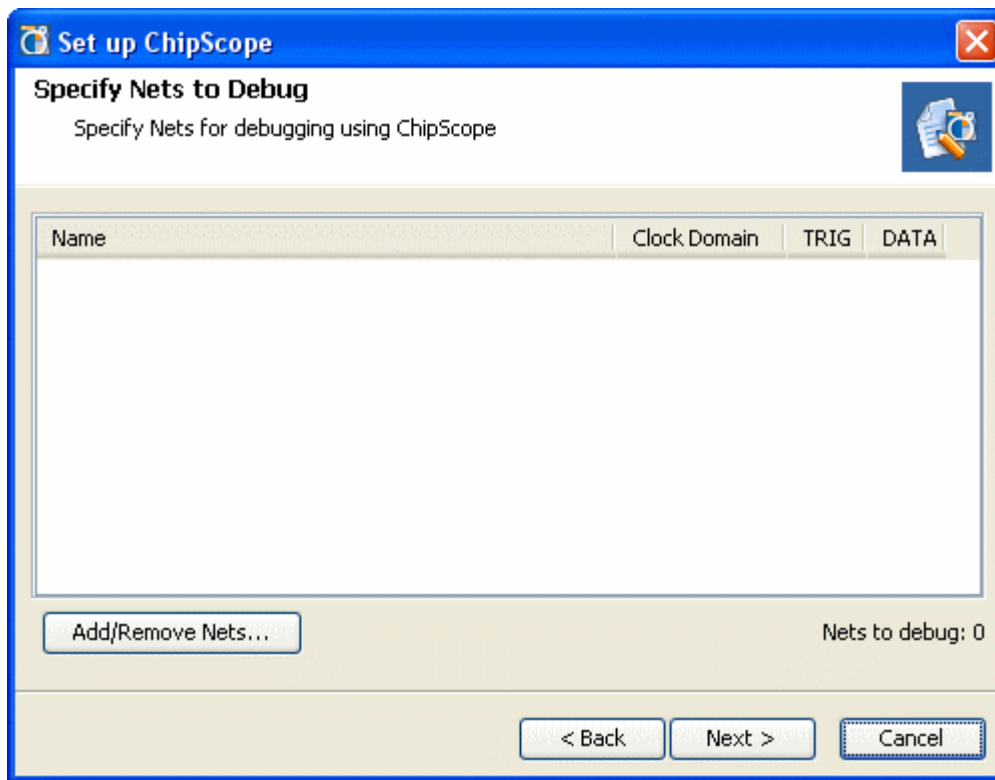 Set up ChipScope
Specify Nets to Debug
Specify Nets for debugging using ChipScope
Name Clock Domain TRIG DATA
Add/Remove Nets... Nets to debug: 0
< Back Next > Cancel